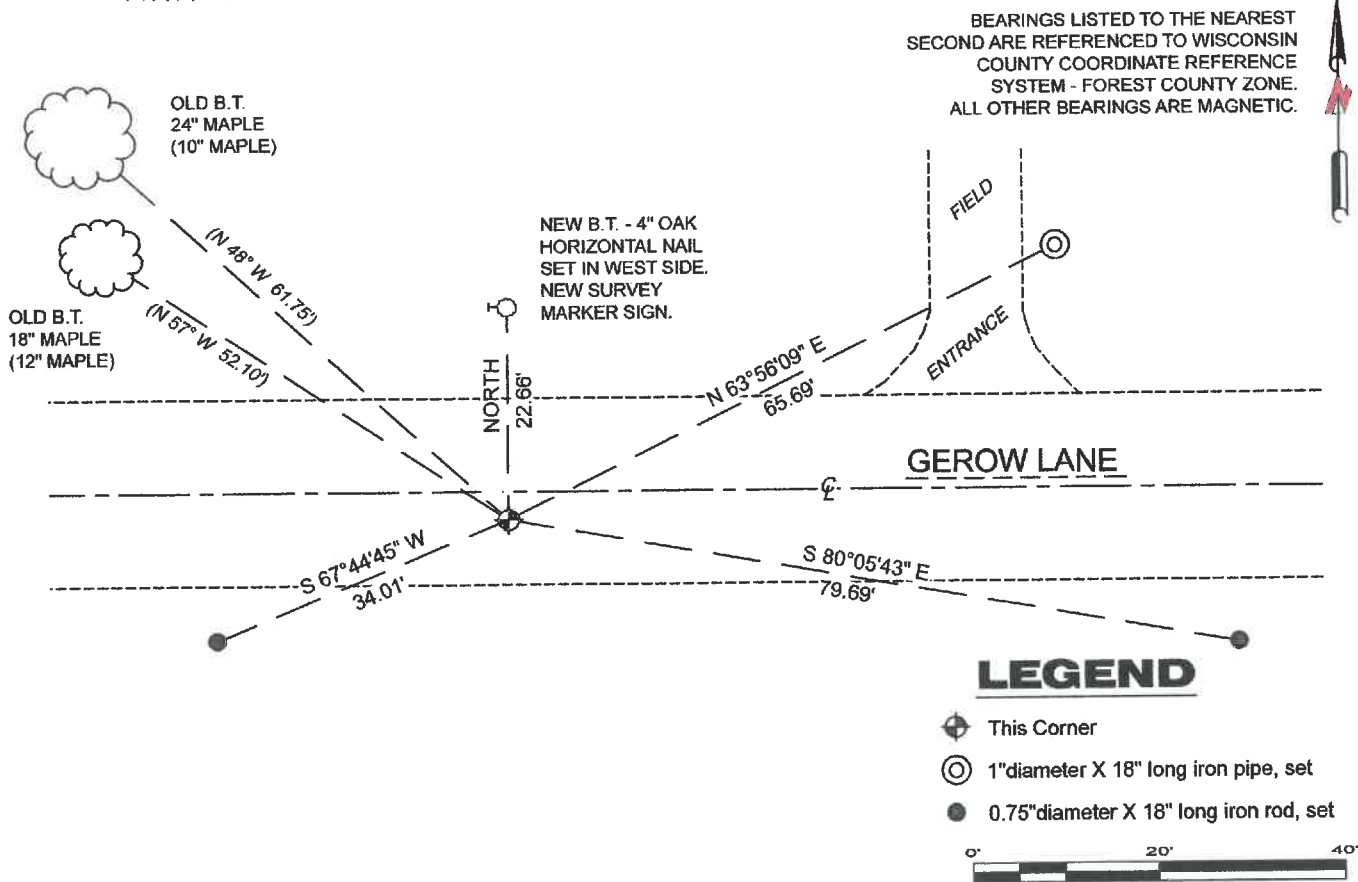 BEARINGS LISTED TO THE NEAREST
SECOND ARE REFERENCED TO WISCONSIN
COUNTY COORDINATE REFERENCE
SYSTEM - FOREST COUNTY ZONE.
ALL OTHER BEARINGS ARE MAGNETIC.
N
OLD B.T.
24" MAPLE
(10" MAPLE)
(N 48° W 61.75')
OLD B.T.
18" MAPLE
(12" MAPLE)
(N 57° W 52.10')
NEW B.T. - 4" OAK
HORIZONTAL NAIL
SET IN WEST SIDE.
NEW SURVEY
MARKER SIGN.
NORTH
22.66'
FIELD
ENTRANCE
N 63°56'09" E
65.69'
GEROW LANE
CL
S 67°44'45" W
34.01'
S 80°05'43" E
79.69'
LEGEND
This Corner
1"diameter X 18" long iron pipe, set
0.75"diameter X 18" long iron rod, set
0' 20' 40'